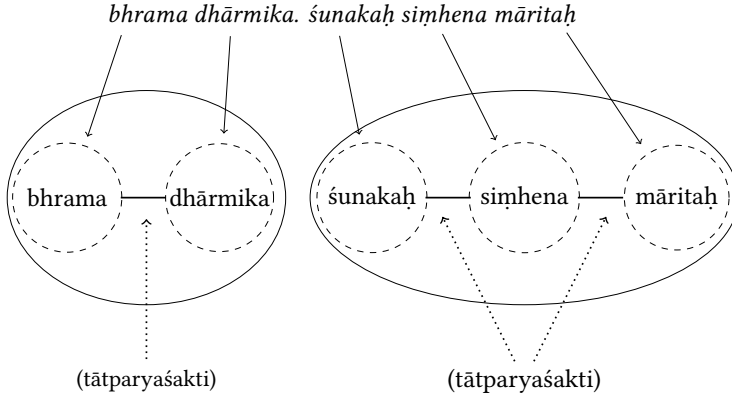 bhrama dhārmika. śunakaḥ siṃhena māritaḥ
bhrama dhārmika śunakaḥ siṃhena māritaḥ
(tātparyaśakti) (tātparyaśakti)